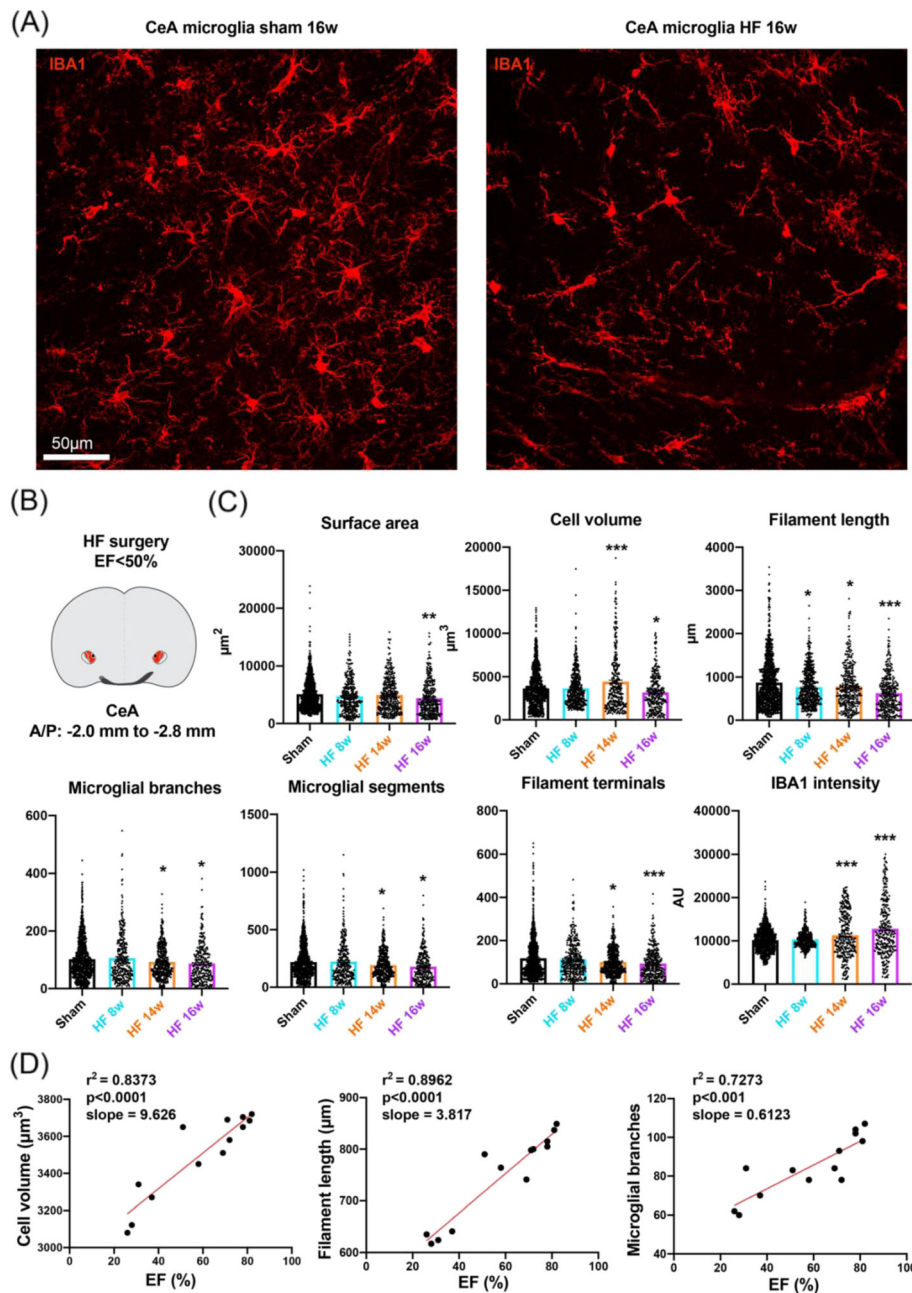 (A)
CeA microglia sham 16w
CeA microglia HF 16w
IBA1
IBA1
50μm
(B)
HF surgery
EF<50%
CeA
A/P: -2.0 mm to -2.8 mm
(C)
Surface area
μm²
30000
20000
10000
0
**
Sham
HF 8w
HF 14w
HF 16w
Cell volume
μm³
20000
15000
10000
5000
0
***
*
Sham
HF 8w
HF 14w
HF 16w
Filament length
μm
4000
3000
2000
1000
0
*
*
***
Sham
HF 8w
HF 14w
HF 16w
Microglial branches
600
400
200
0
*
*
Sham
HF 8w
HF 14w
HF 16w
Microglial segments
1500
1000
500
0
*
*
Sham
HF 8w
HF 14w
HF 16w
Filament terminals
800
600
400
200
0
*
***
Sham
HF 8w
HF 14w
HF 16w
IBA1 intensity
AU
40000
30000
20000
10000
0
***
***
Sham
HF 8w
HF 14w
HF 16w
(D)
r² = 0.8373
p<0.0001
slope = 9.626
Cell volume (μm³)
3800
3600
3400
3200
3000
0 20 40 60 80 100
EF (%)
r² = 0.8962
p<0.0001
slope = 3.817
Filament length (μm)
900
800
700
600
0 20 40 60 80 100
EF (%)
r² = 0.7273
p<0.001
slope = 0.6123
Microglial branches
120
100
80
60
40
0 20 40 60 80 100
EF (%)